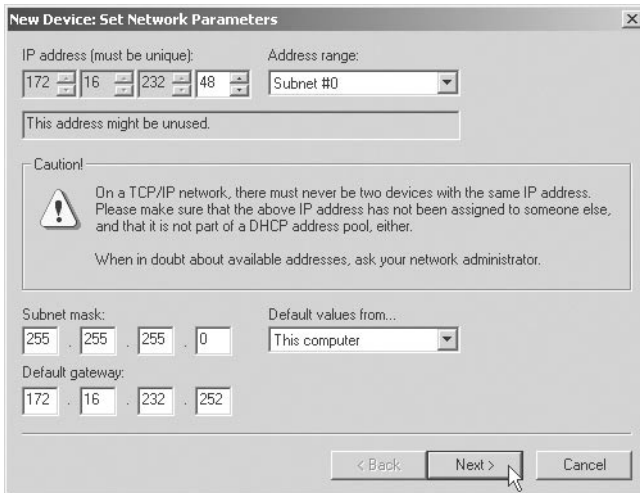 New Device: Set Network Parameters
IP address (must be unique): Address range:
172 16 232 48 Subnet #0
This address might be unused.
Caution!
On a TCP/IP network, there must never be two devices with the same IP address.
Please make sure that the above IP address has not been assigned to someone else,
and that it is not part of a DHCP address pool, either.
When in doubt about available addresses, ask your network administrator.
Subnet mask: Default values from...
255 . 255 . 255 . 0 This computer
Default gateway:
172 . 16 . 232 . 252
< Back Next > Cancel